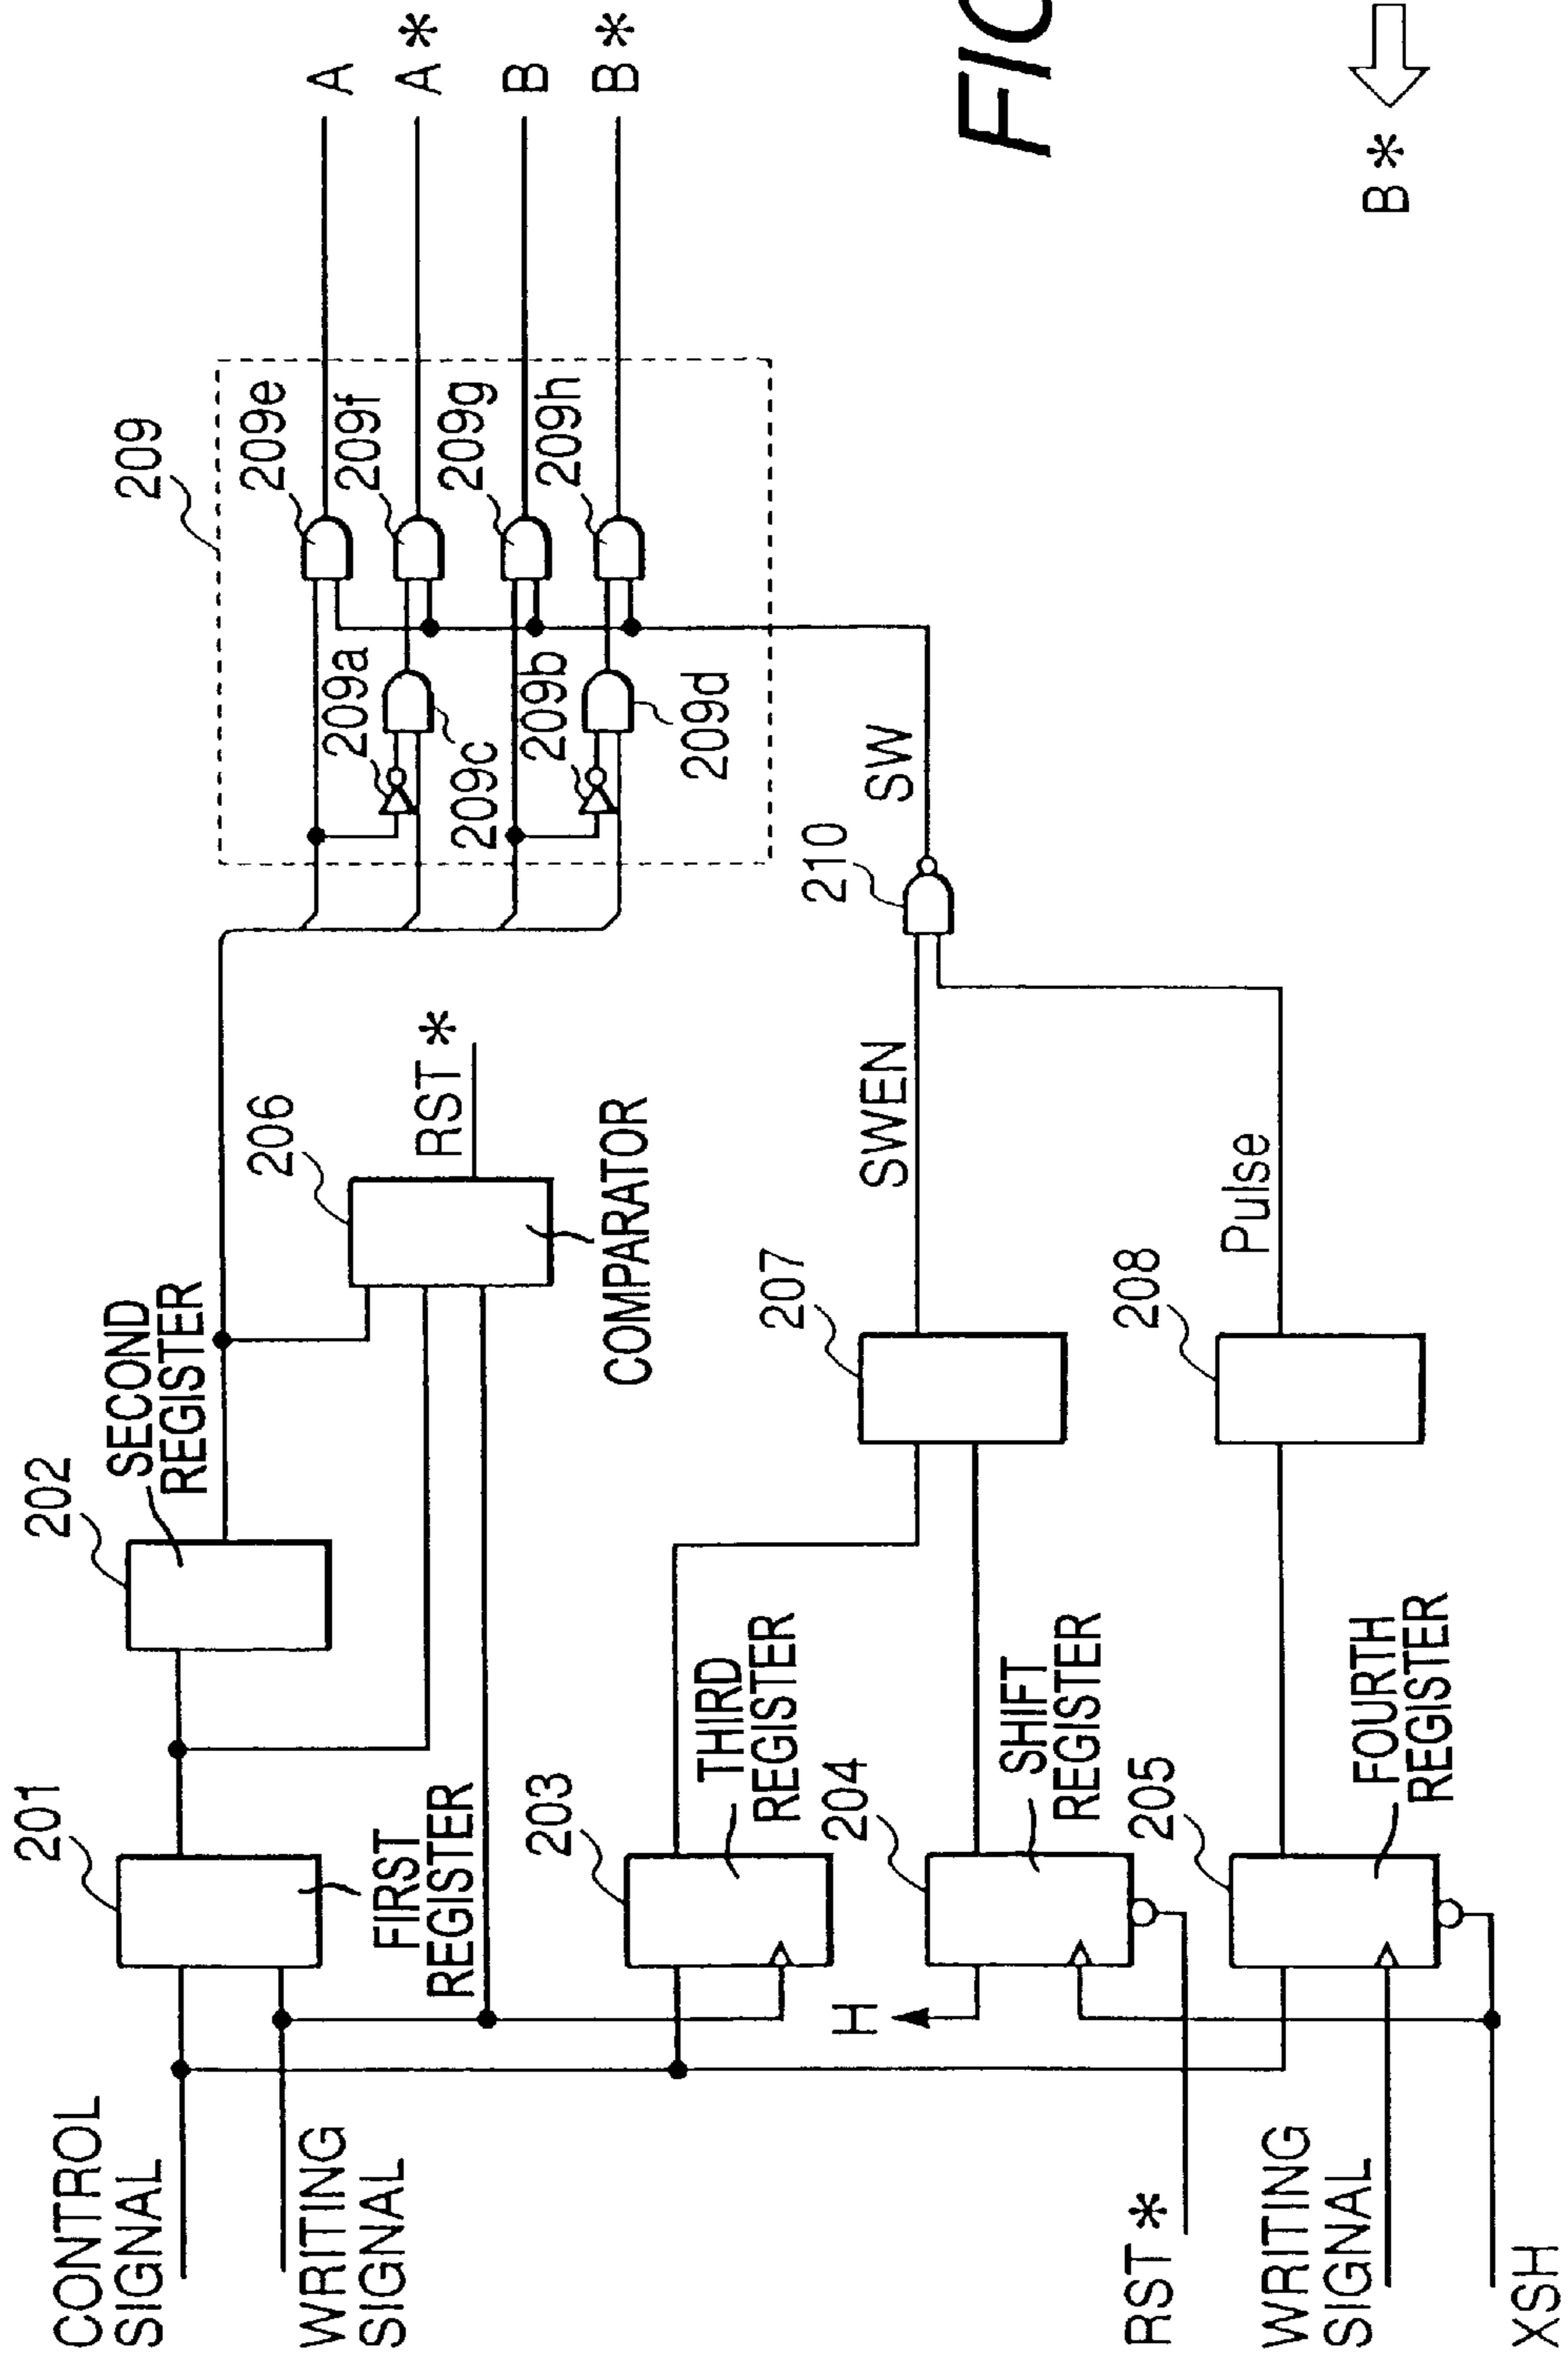 CONTROL
SIGNAL
WRITING
SIGNAL
201
FIRST
REGISTER
202
SECOND
REGISTER
206
RST*
COMPARATOR
209
209e
209f
209g
209h
209a
209b
209c
209d
A
A*
B
B*
203
THIRD
REGISTER
H
204
SHIFT
REGISTER
205
FOURTH
REGISTER
207
SWEN
208
Pulse
210
SW
RST*
WRITING
SIGNAL
XSH
B*